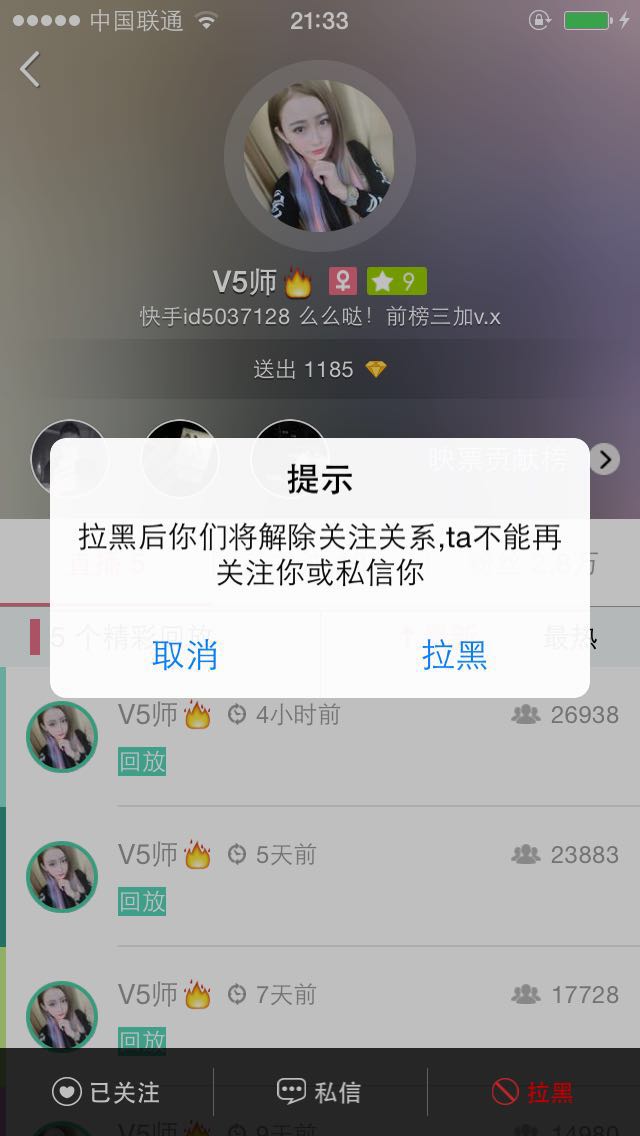 中国联通 21:33
V5师🔥 9
快手id5037128 么么哒！前榜三加v.x
送出 1185
映票贡献榜
提示
拉黑后你们将解除关注关系,ta不能再
关注你或私信你
直播 5
5 个精彩回放 最热
取消 拉黑
V5师🔥 4小时前 26938
回放
V5师🔥 5天前 23883
回放
V5师🔥 7天前 17728
回放
已关注 私信 拉黑
V5师🔥 9天前 14980